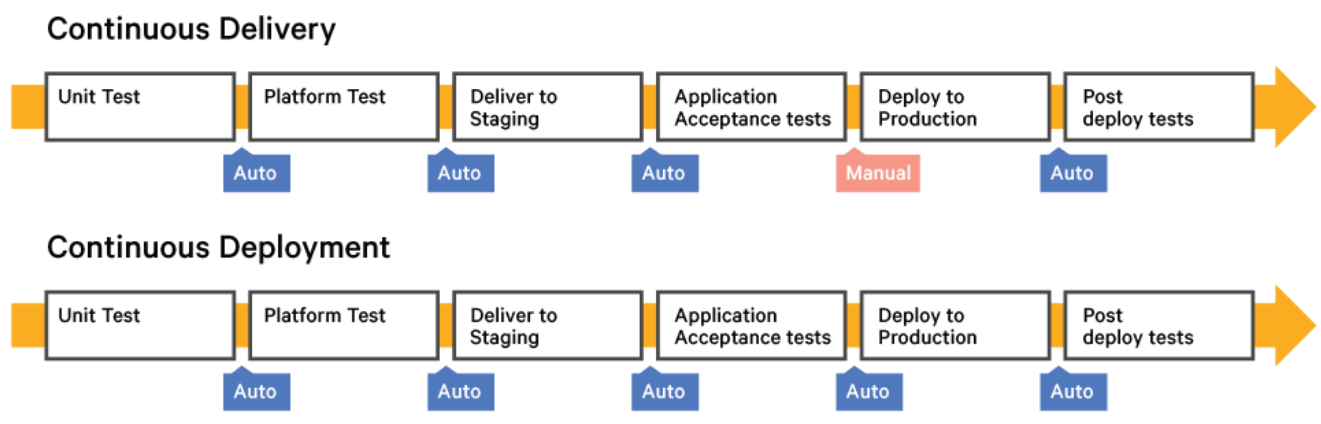 Continuous Delivery
Unit Test
Platform Test
Deliver to
Staging
Application
Acceptance tests
Deploy to
Production
Post
deploy tests
Auto
Auto
Auto
Manual
Auto
Continuous Deployment
Unit Test
Platform Test
Deliver to
Staging
Application
Acceptance tests
Deploy to
Production
Post
deploy tests
Auto
Auto
Auto
Auto
Auto